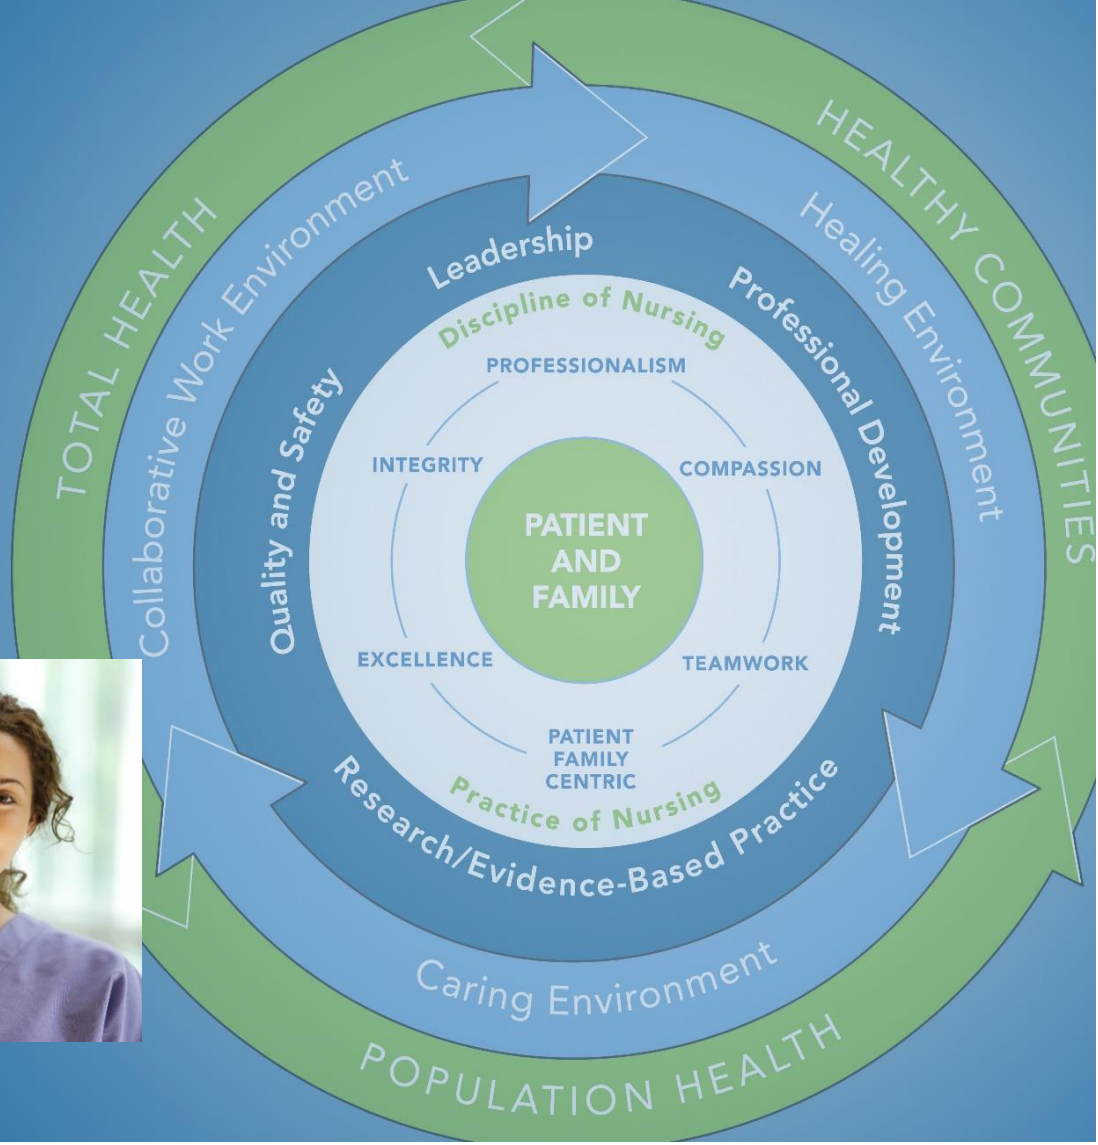 TOTAL HEALTH
HEALTHY COMMUNITIES
POPULATION HEALTH
Collaborative Work Environment
Healing Environment
Caring Environment
Leadership
Professional Development
Quality and Safety
Research/Evidence-Based Practice
Discipline of Nursing
PROFESSIONALISM
INTEGRITY
COMPASSION
PATIENT
AND
FAMILY
EXCELLENCE
TEAMWORK
PATIENT
FAMILY
CENTRIC
Practice of Nursing